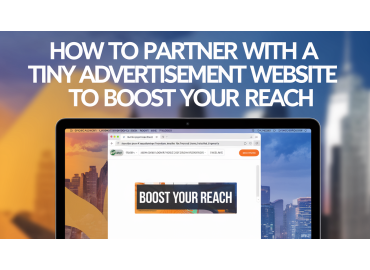 HOW TO PARTNER WITH A
TINY ADVERTISEMENT WEBSITE
TO BOOST YOUR REACH
BOOST YOUR REACH